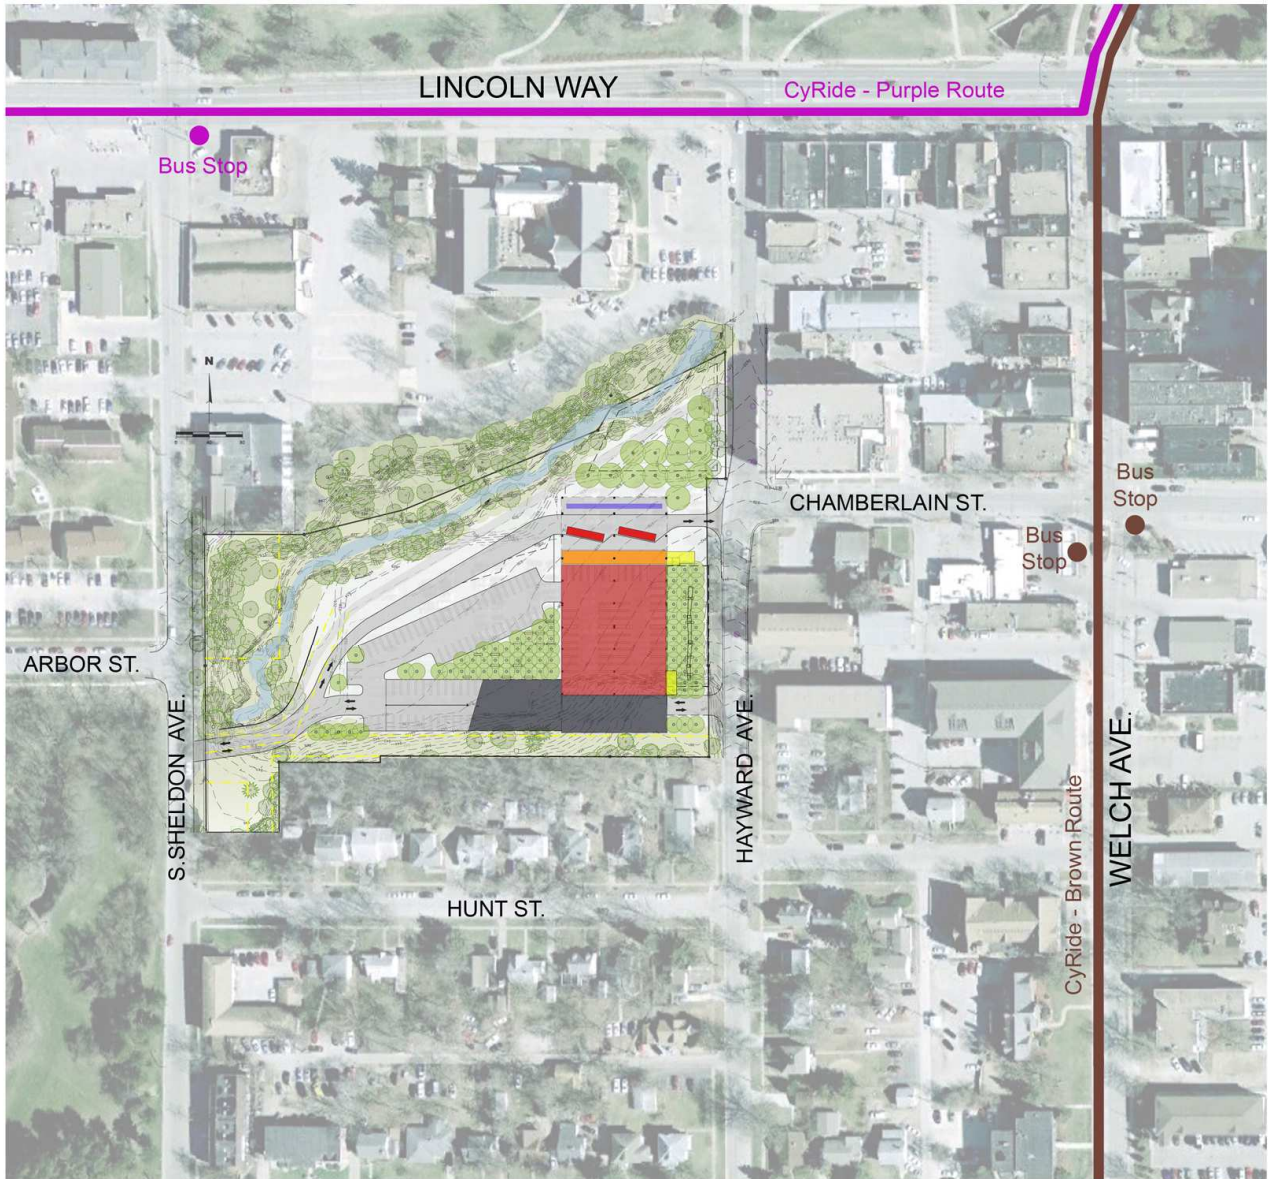 LINCOLN WAY
CyRide - Purple Route
Bus Stop
N
Bus
Stop
CHAMBERLAIN ST.
Bus
Stop
ARBOR ST.
S.SHELDON AVE.
HAYWARD AVE.
WELCH AVE.
CyRide - Brown Route
HUNT ST.